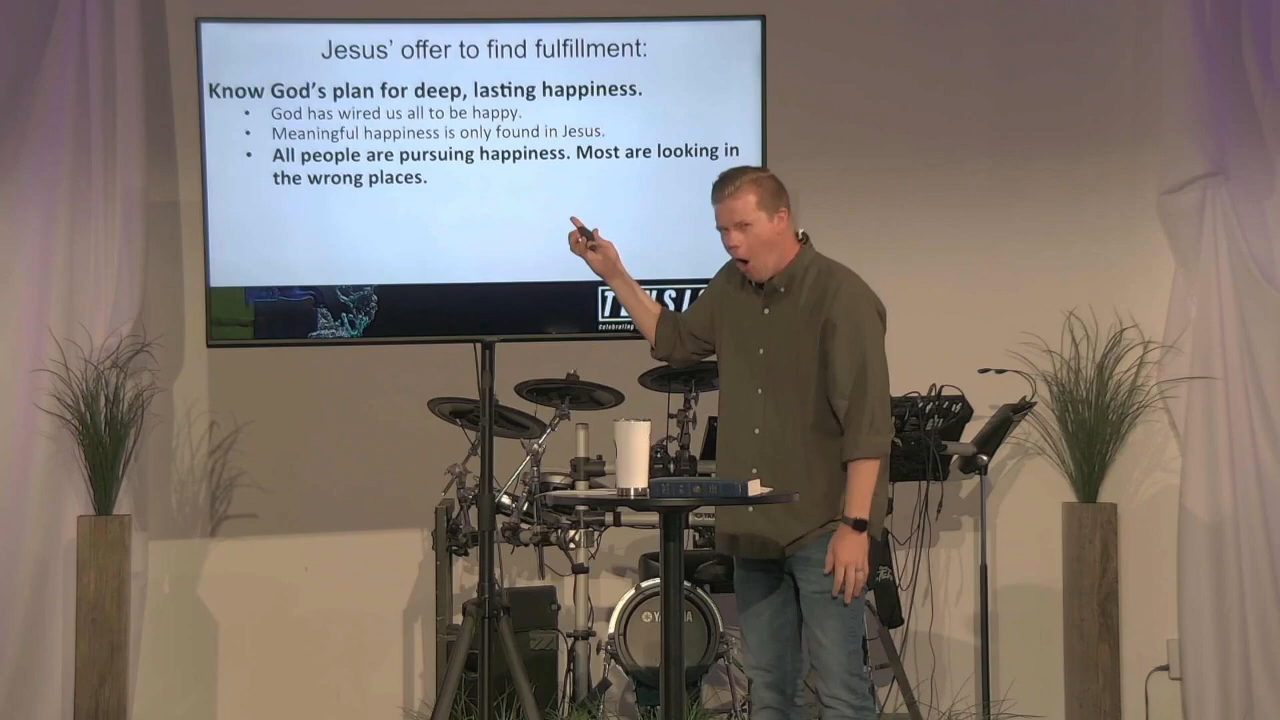 Jesus’ offer to find fulfillment:
Know God’s plan for deep, lasting happiness.
• God has wired us all to be happy.
• Meaningful happiness is only found in Jesus.
• All people are pursuing happiness. Most are looking in
the wrong places.
Celebrating
YAMAHA